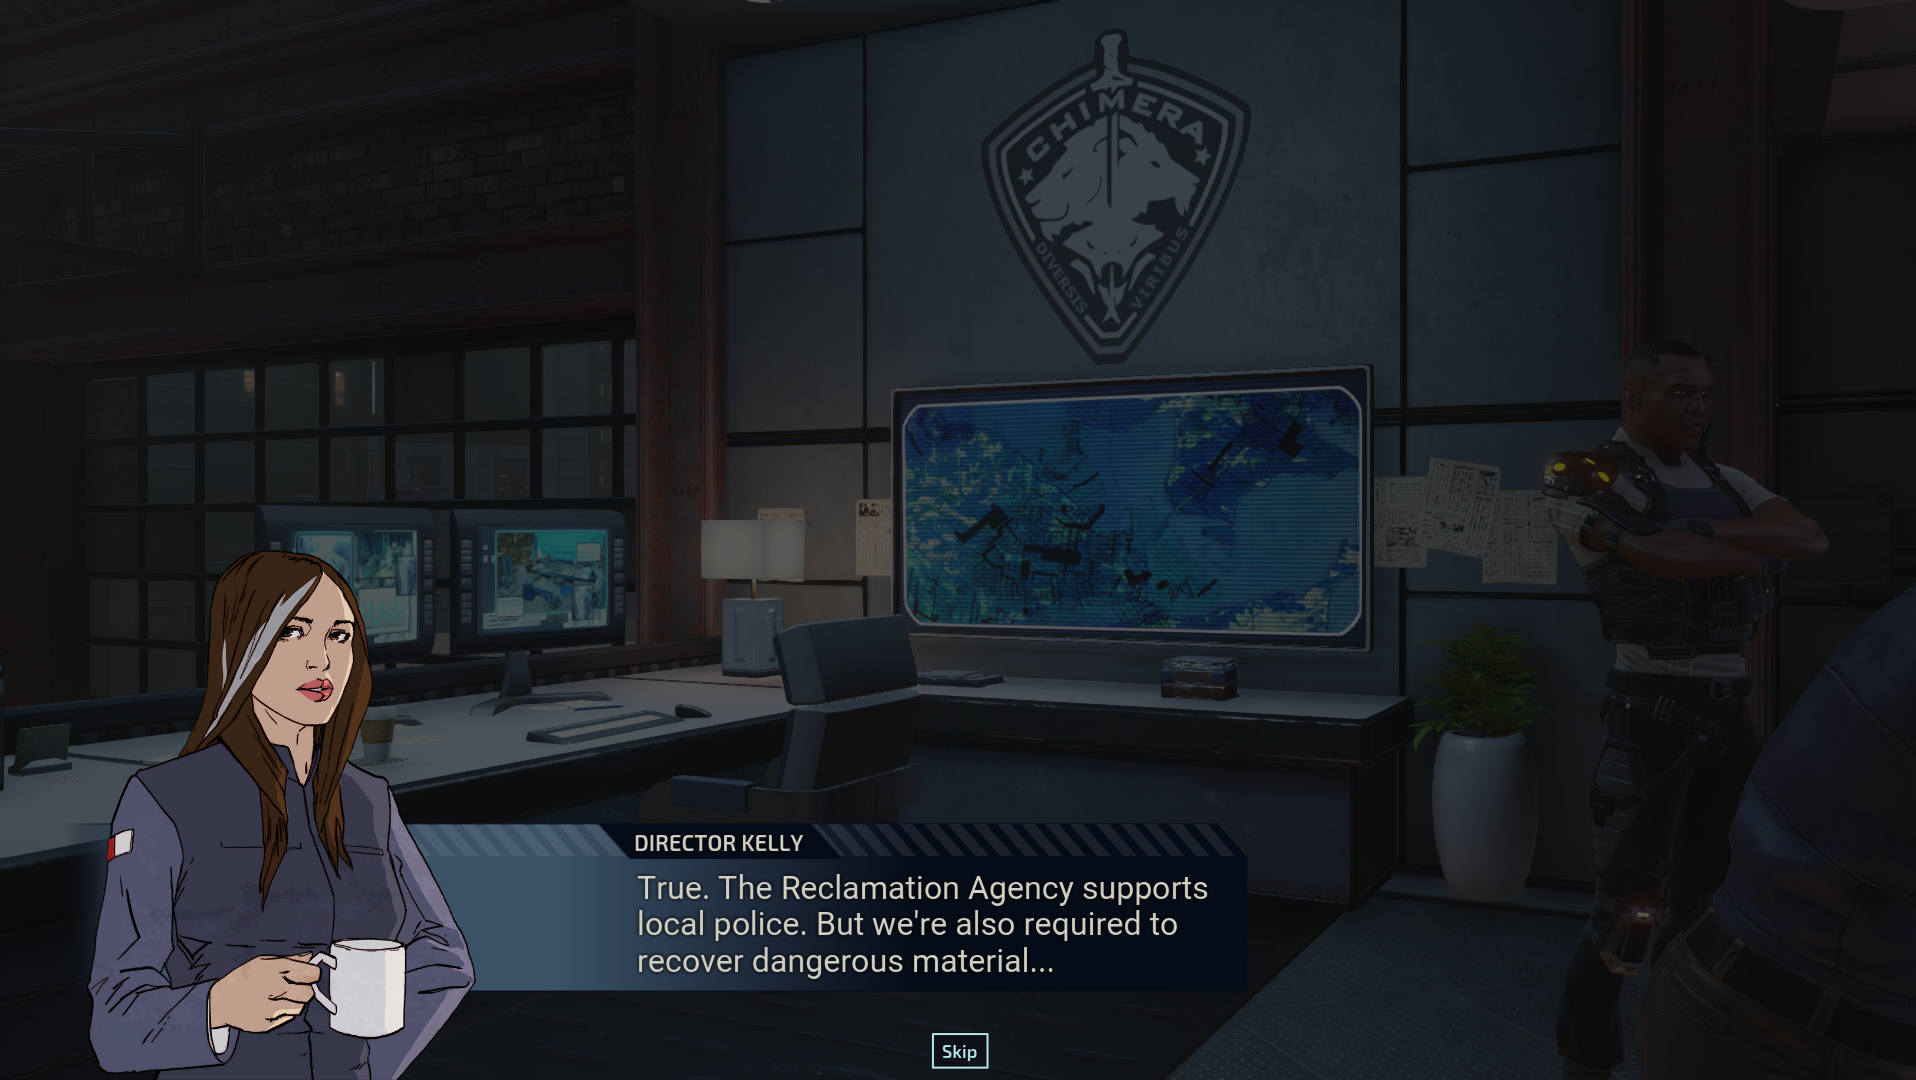 CHIMERA
DIVERSIS VIRIBUS
DIRECTOR KELLY
True. The Reclamation Agency supports
local police. But we're also required to
recover dangerous material...
Skip